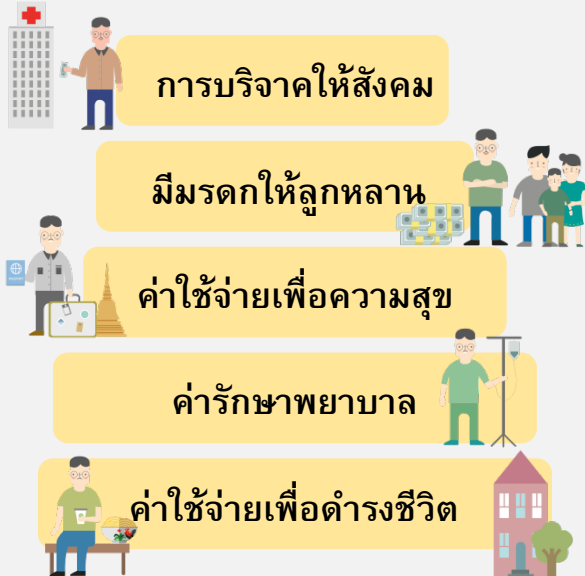 การบริจาคให้สังคม
มีมรดกให้ลูกหลาน
ค่าใช้จ่ายเพื่อความสุข
ค่ารักษาพยาบาล
ค่าใช้จ่ายเพื่อดำรงชีวิต